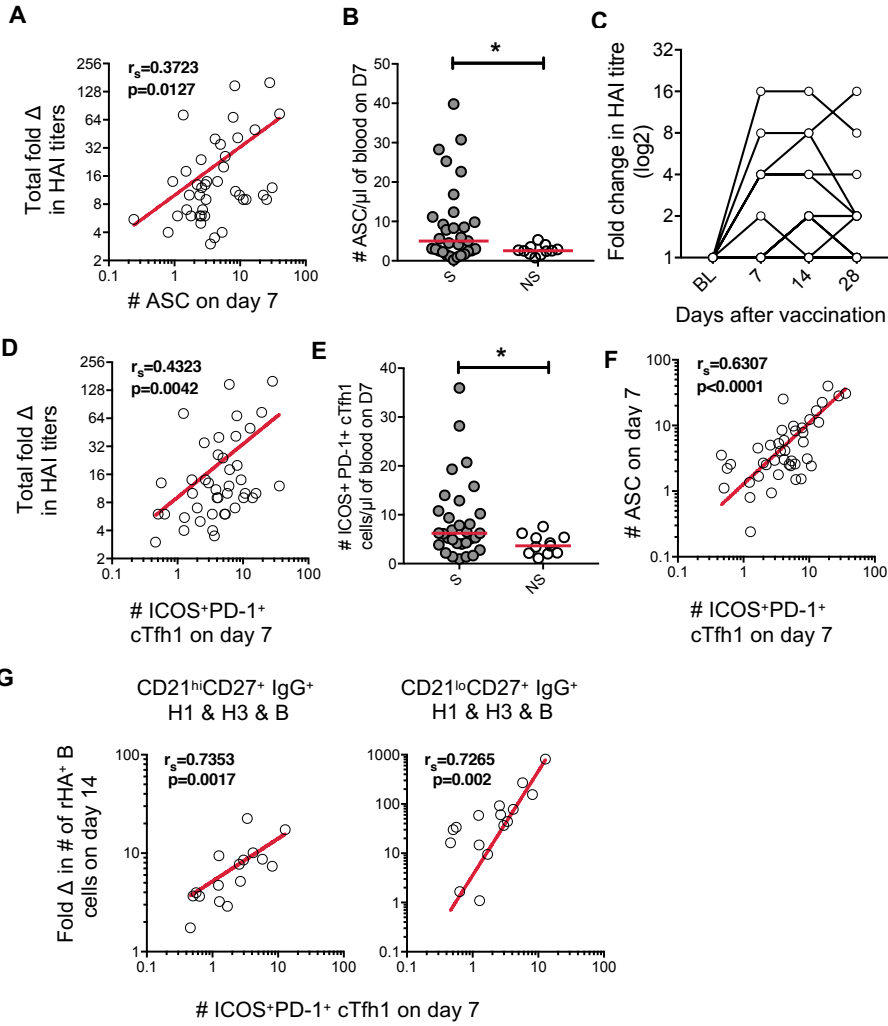 A
Total fold Δ
in HAI titers
256
128
64
32
16
8
4
2
rs=0.3723
p=0.0127
0.1
1
10
100
# ASC on day 7
B
# ASC/µl of blood on D7
50
40
30
20
10
0
*
S
NS
C
Fold change in HAI titre
(log2)
32
16
8
4
2
1
BL
7
14
28
Days after vaccination
D
Total fold Δ
in HAI titers
256
128
64
32
16
8
4
2
rs=0.4323
p=0.0042
0.1
1
10
100
# ICOS+PD-1+
cTfh1 on day 7
E
# ICOS+ PD-1+ cTfh1
cells/µl of blood on D7
40
30
20
10
0
*
S
NS
F
# ASC on day 7
100
10
1
0.1
rs=0.6307
p<0.0001
0.1
1
10
100
# ICOS+PD-1+
cTfh1 on day 7
G
CD21hiCD27+ IgG+
H1 & H3 & B
Fold Δ in # of rHA+ B
cells on day 14
100
10
1
rs=0.7353
p=0.0017
0.1
1
10
100
CD21loCD27+ IgG+
H1 & H3 & B
1000
100
10
1
0.1
rs=0.7265
p=0.002
0.1
1
10
100
# ICOS+PD-1+ cTfh1 on day 7